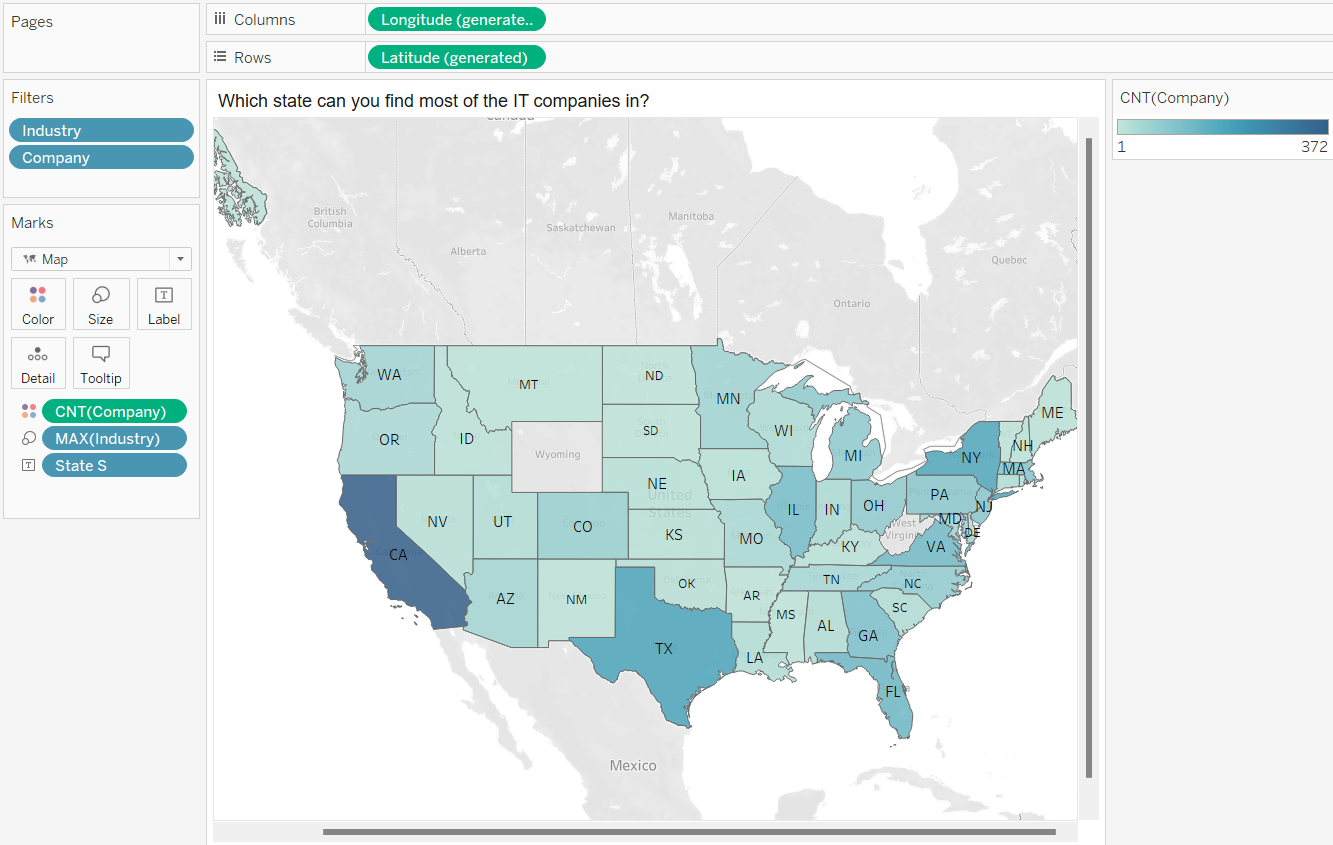 Pages
Columns
Longitude (generate..
Rows
Latitude (generated)
Filters
Industry
Company
Marks
Map
Color
Size
Label
Detail
Tooltip
CNT(Company)
MAX(Industry)
State S
Which state can you find most of the IT companies in?
Canada
British
Columbia
Alberta
Saskatchewan
Manitoba
Ontario
Quebec
WA
MT
ND
MN
ME
OR
ID
SD
WI
MI
NH
NY
MA
Wyoming
NE
IA
PA
NJ
United
States
NV
UT
CO
KS
MO
IL
IN
OH
MD
DE
West
Virginia
VA
KY
CA
AZ
NM
OK
AR
TN
NC
SC
MS
AL
GA
TX
LA
FL
Mexico
CNT(Company)
1 372